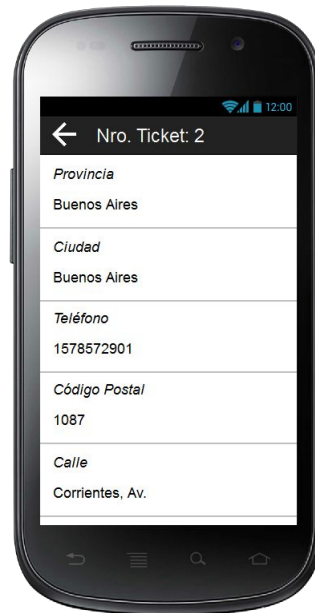 12:00
Nro. Ticket: 2
Provincia
Buenos Aires
Ciudad
Buenos Aires
Teléfono
1578572901
Código Postal
1087
Calle
Corrientes, Av.